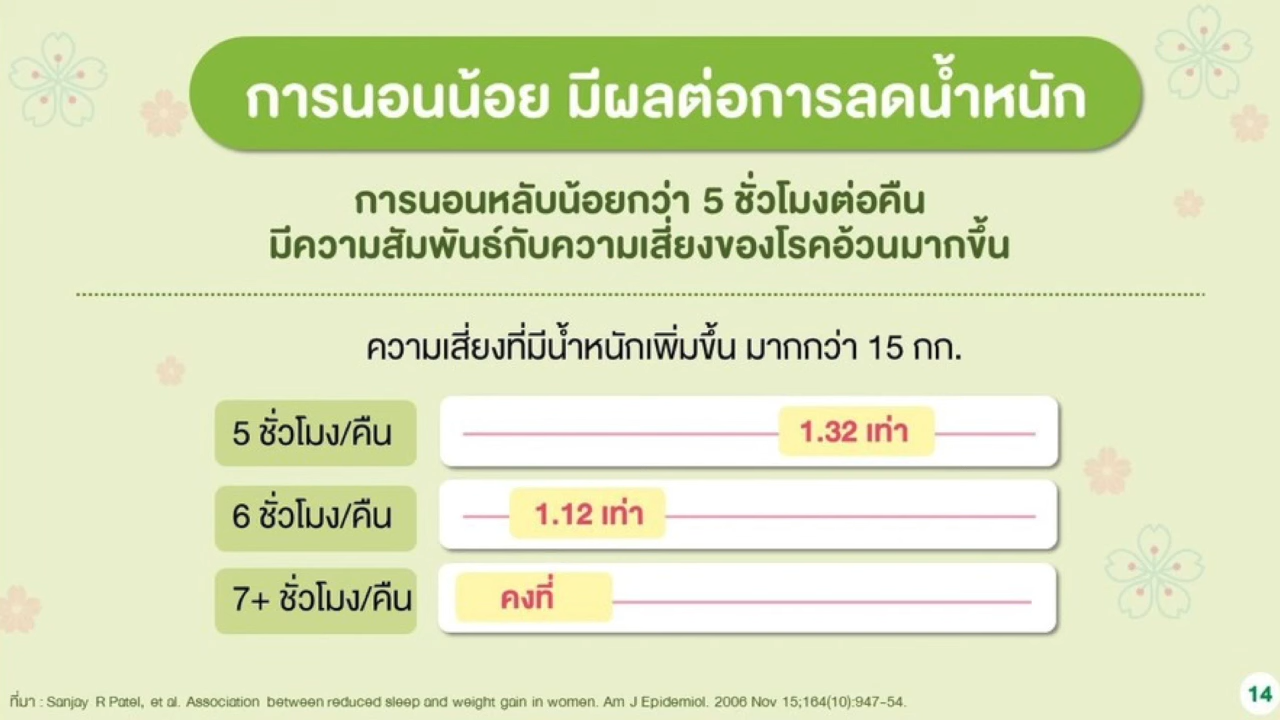 การนอนน้อย มีผลต่อการลดน้ำหนัก
การนอนหลับน้อยกว่า 5 ชั่วโมงต่อคืน
มีความสัมพันธ์กับความเสี่ยงของโรคอ้วนมากขึ้น
ความเสี่ยงที่มีน้ำหนักเพิ่มขึ้น มากกว่า 15 กก.
5 ชั่วโมง/คืน
1.32 เท่า
6 ชั่วโมง/คืน
1.12 เท่า
7+ ชั่วโมง/คืน
คงที่
ที่มา : Sanjay R Patel, et al. Association between reduced sleep and weight gain in women. Am J Epidemiol. 2006 Nov 15;164(10):947-54.
14